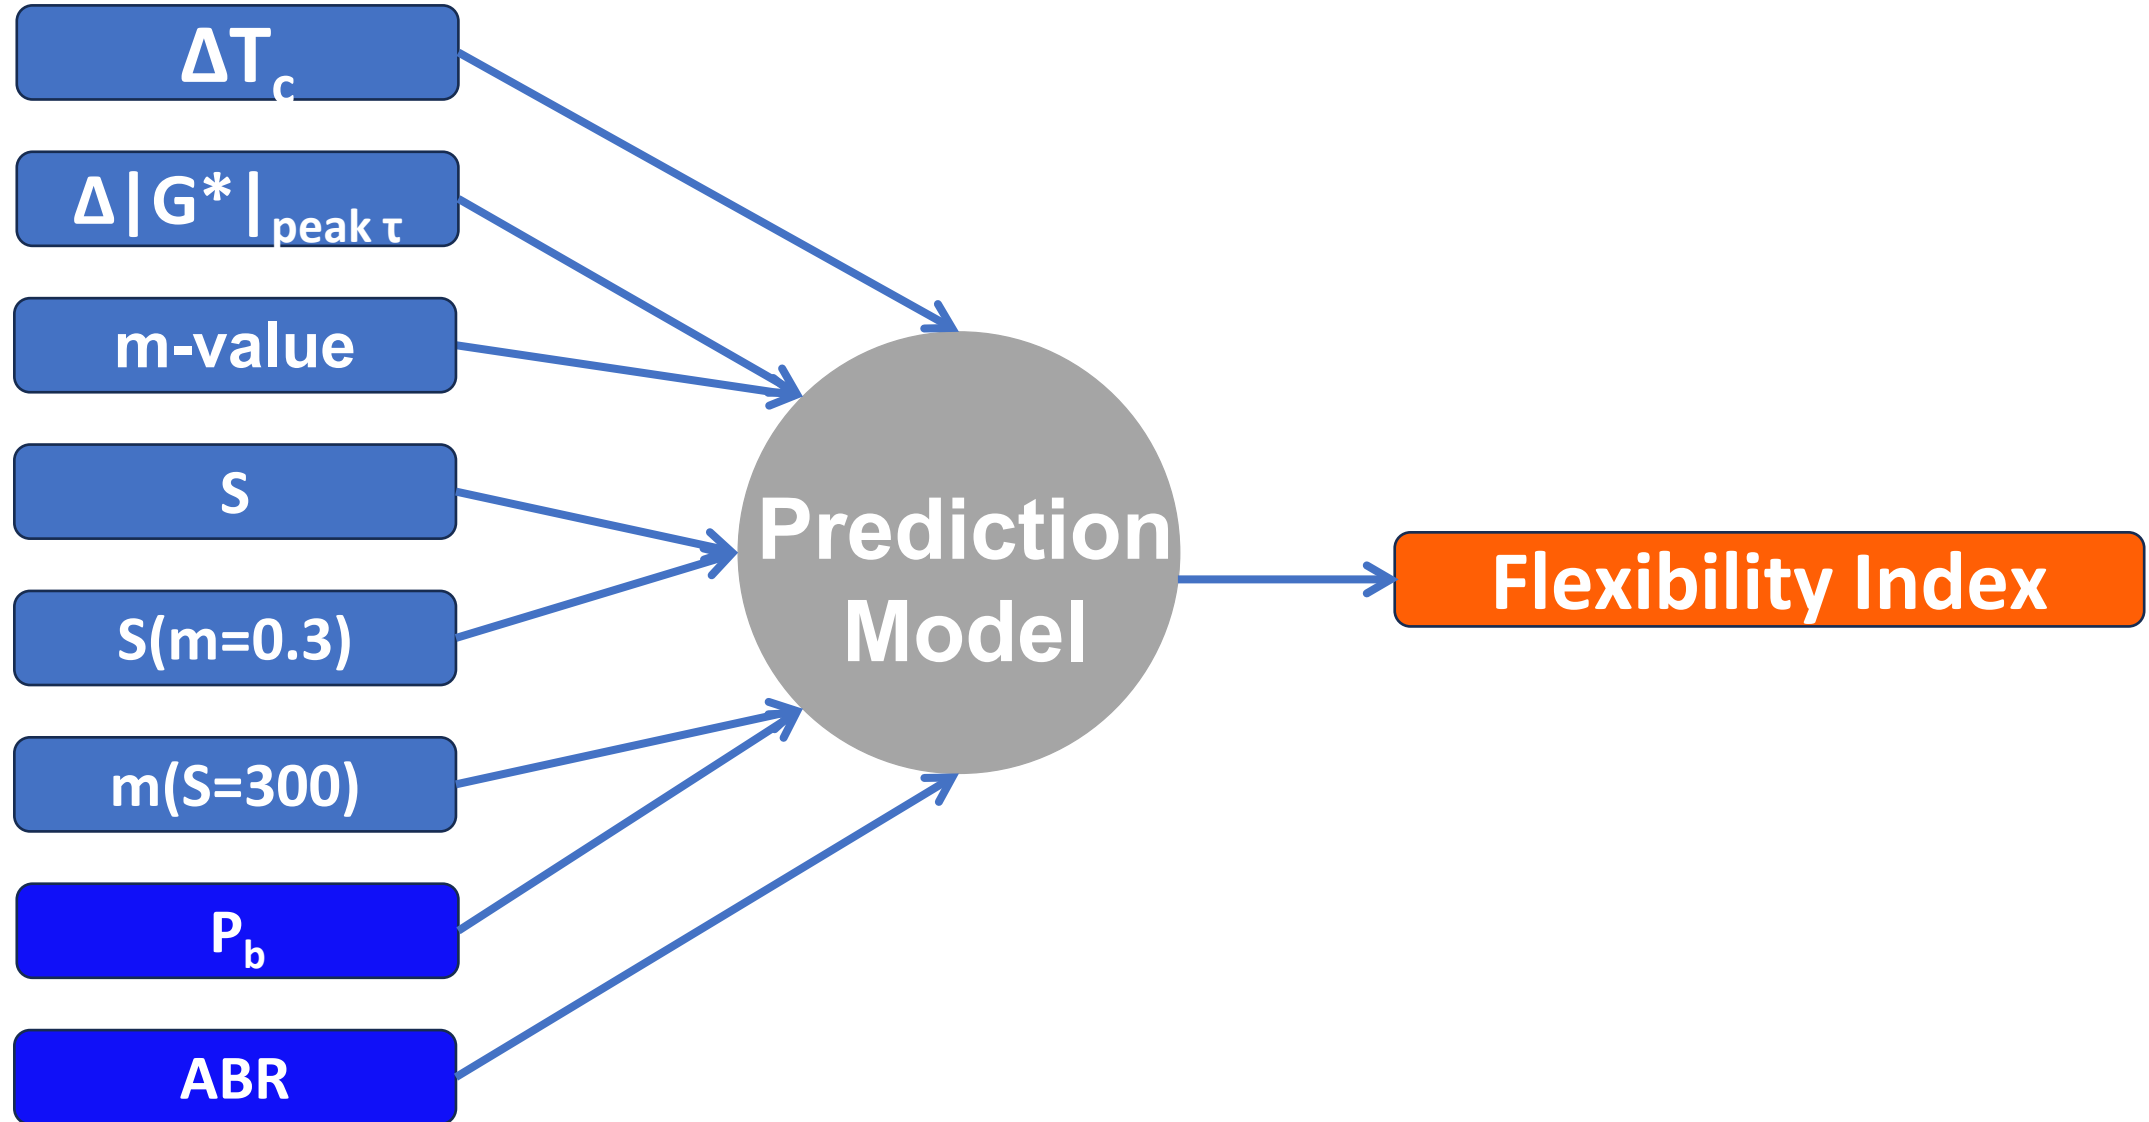 ΔTc
Δ|G*|peak τ
m-value
S
S(m=0.3)
m(S=300)
Pb
ABR
Prediction
Model
Flexibility Index